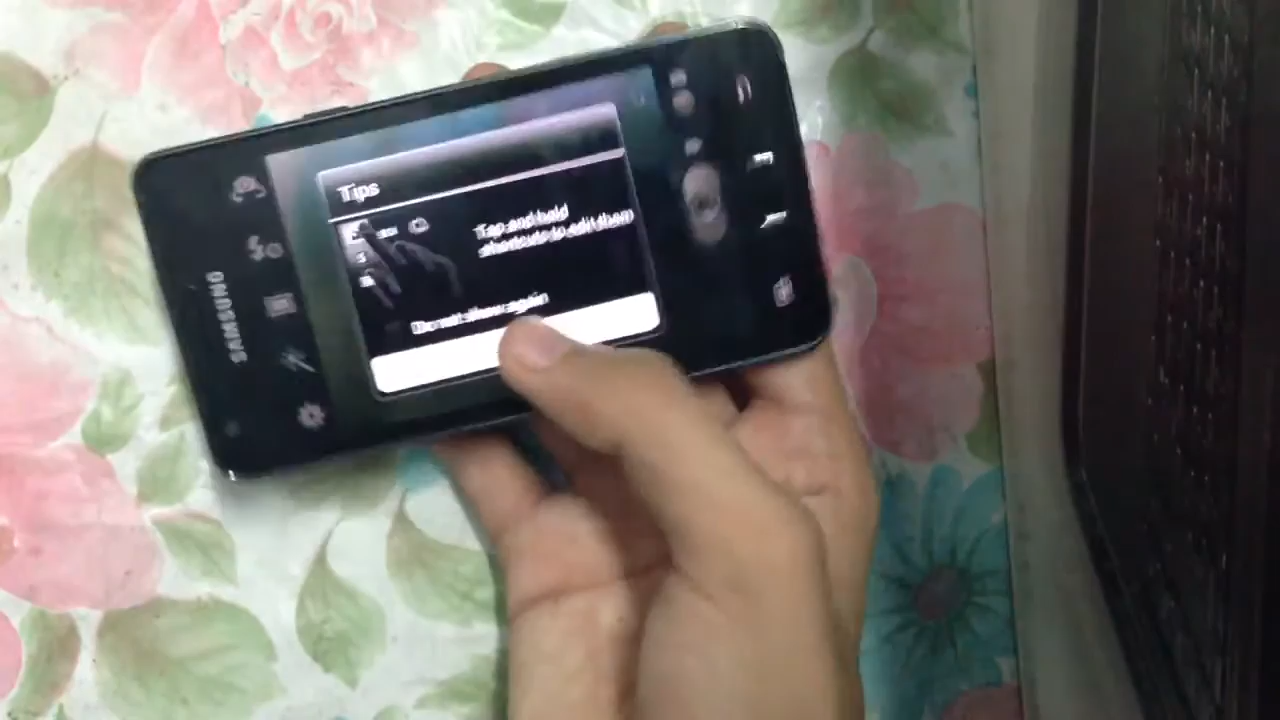 SAMSUNG
Tips
Tap and hold
shortcuts to edit them
Do not show again